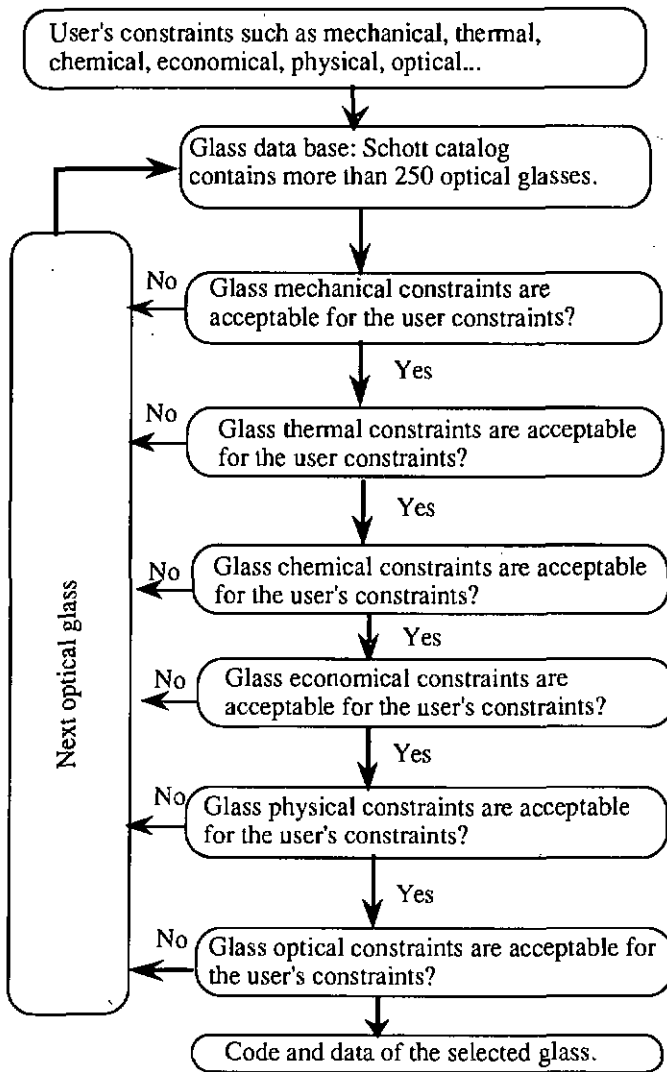 User's constraints such as mechanical, thermal,
chemical, economical, physical, optical...
Glass data base: Schott catalog
contains more than 250 optical glasses.
No
Glass mechanical constraints are
acceptable for the user constraints?
Yes
No
Glass thermal constraints are acceptable
for the user constraints?
Yes
No
Glass chemical constraints are acceptable
for the user's constraints?
Yes
No
Glass economical constraints are
acceptable for the user's constraints?
Yes
No
Glass physical constraints are acceptable
for the user's constraints?
Yes
No
Glass optical constraints are acceptable for
the user's constraints?
Code and data of the selected glass.
Next optical glass